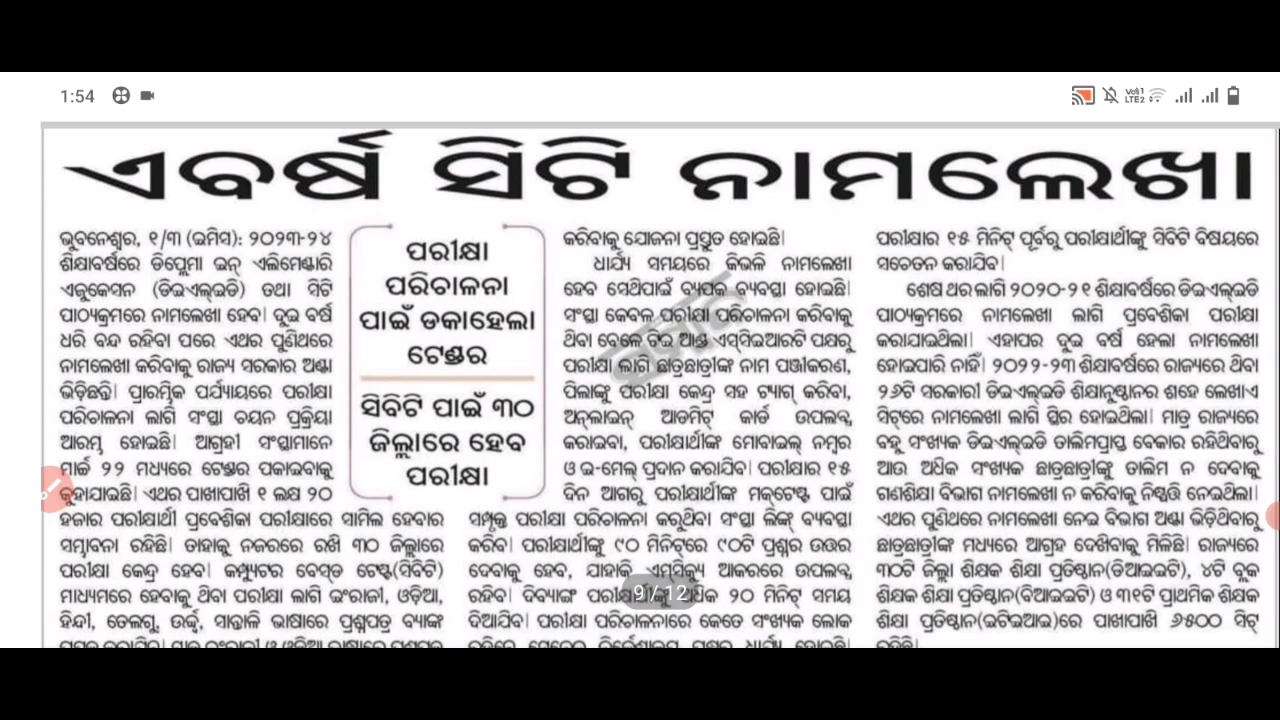 1:54
ଏବର୍ଷ ସିଟି ନାମଲେଖା
ଭୁବନେଶ୍ୱର, ୧/୩ (ଇମିସ): ୨୦୨୩-୨୪
ଶିକ୍ଷାବର୍ଷରେ ଡିପ୍ଲୋମା ଇନ୍ ଏଲିମେଣ୍ଟାରି
ଏଜୁକେସନ (ଡିଇଏଲ୍ଇଡି) ତଥା ସିଟି
ପାଠ୍ୟକ୍ରମରେ ନାମଲେଖା ହେବ। ଦୁଇ ବର୍ଷ
ଧରି ବନ୍ଦ ରହିବା ପରେ ଏଥର ପୁଣିଥରେ
ନାମଲେଖା କରିବାକୁ ରାଜ୍ୟ ସରକାର ଅଣ୍ଟା
ଭିଡ଼ିଛନ୍ତି। ପ୍ରାରମ୍ଭିକ ପର୍ଯ୍ୟାୟରେ ପରୀକ୍ଷା
ପରିଚାଳନା ଲାଗି ସଂସ୍ଥା ଚୟନ ପ୍ରକ୍ରିୟା
ଆରମ୍ଭ ହୋଇଛି। ଆଗ୍ରହୀ ସଂସ୍ଥାମାନେ
ମାର୍ଚ୍ଚ ୨୨ ମଧ୍ୟରେ ଟେଣ୍ଡର ପକାଇବାକୁ
କୁହାଯାଇଛି। ଏଥର ପାଖାପାଖି ୧ ଲକ୍ଷ ୨୦
ହଜାର ପରୀକ୍ଷାର୍ଥୀ ପ୍ରବେଶିକା ପରୀକ୍ଷାରେ ସାମିଲ ହେବାର
ସମ୍ଭାବନା ରହିଛି। ତାହାକୁ ନଜରରେ ରଖି ୩୦ ଜିଲ୍ଲାରେ
ପରୀକ୍ଷା କେନ୍ଦ୍ର ହେବ। କମ୍ପ୍ୟୁଟର ବେସ୍ଡ ଟେଷ୍ଟ(ସିବିଟି)
ମାଧ୍ୟମରେ ହେବାକୁ ଥିବା ପରୀକ୍ଷା ଲାଗି ଇଂରାଜୀ, ଓଡ଼ିଆ,
ହିନ୍ଦୀ, ତେଲଗୁ, ଉର୍ଦ୍ଦୁ, ସାନ୍ତାଳି ଭାଷାରେ ପ୍ରଶ୍ନପତ୍ର ବ୍ୟାଙ୍କ
ପରୀକ୍ଷା
ପରିଚାଳନା
ପାଇଁ ଡକାହେଲା
ଟେଣ୍ଡର
ସିବିଟି ପାଇଁ ୩୦
ଜିଲ୍ଲାରେ ହେବ
ପରୀକ୍ଷା
କରିବାକୁ ଯୋଜନା ପ୍ରସ୍ତୁତ ହୋଇଛି।
ଧାର୍ଯ୍ୟ ସମୟରେ କିଭଳି ନାମଲେଖା
ହେବ ସେଥିପାଇଁ ବ୍ୟାପକ ବ୍ୟବସ୍ଥା ହୋଇଛି।
ସଂସ୍ଥା କେବଳ ପରୀକ୍ଷା ପରିଚାଳନା କରିବାକୁ
ଥିବା ବେଳେ ଟିଇ ଆଣ୍ଡ ଏସ୍ସିଇଆରଟି ପକ୍ଷରୁ
ପରୀକ୍ଷା ଲାଗି ଛାତ୍ରଛାତ୍ରୀଙ୍କ ନାମ ପଞ୍ଜୀକରଣ,
ପିଲାଙ୍କୁ ପରୀକ୍ଷା କେନ୍ଦ୍ର ସହ ଟ୍ୟାଗ୍ କରିବା,
ଅନ୍ଲାଇନ୍ ଆଡମିଟ୍ କାର୍ଡ ଉପଲବ୍ଧ
କରାଇବା, ପରୀକ୍ଷାର୍ଥୀଙ୍କ ମୋବାଇଲ୍ ନମ୍ବର
ଓ ଇ-ମେଲ୍ ପ୍ରଦାନ କରାଯିବ। ପରୀକ୍ଷାର ୧୫
ଦିନ ଆଗରୁ ପରୀକ୍ଷାର୍ଥୀଙ୍କ ମକ୍ଟେଷ୍ଟ ପାଇଁ
ସମ୍ପୃକ୍ତ ପରୀକ୍ଷା ପରିଚାଳନା କରୁଥିବା ସଂସ୍ଥା ଲିଙ୍କ୍ ବ୍ୟବସ୍ଥା
କରିବ। ପରୀକ୍ଷାର୍ଥୀଙ୍କୁ ୯୦ ମିନିଟ୍ରେ ୯୦ଟି ପ୍ରଶ୍ନର ଉତ୍ତର
ଦେବାକୁ ହେବ, ଯାହାକି ଏମ୍ସିକ୍ୟୁ ଆକାରରେ ଉପଲବ୍ଧ
ରହିବ। ଦିବ୍ୟାଙ୍ଗ ପରୀକ୍ଷାର୍ଥୀଙ୍କୁ ଅଧିକ ୨୦ ମିନିଟ୍ ସମୟ
ଦିଆଯିବ। ପରୀକ୍ଷା ପରିଚାଳନାରେ କେତେ ସଂଖ୍ୟକ ଲୋକ
ପରୀକ୍ଷାର ୧୫ ମିନିଟ୍ ପୂର୍ବରୁ ପରୀକ୍ଷାର୍ଥୀଙ୍କୁ ସିବିଟି ବିଷୟରେ
ସଚେତନ କରାଯିବ।
ଶେଷ ଥର ଲାଗି ୨୦୨୦-୨୧ ଶିକ୍ଷାବର୍ଷରେ ଡିଇଏଲ୍ଇଡି
ପାଠ୍ୟକ୍ରମରେ ନାମଲେଖା ଲାଗି ପ୍ରବେଶିକା ପରୀକ୍ଷା
କରାଯାଇଥିଲା। ଏହାପର ଦୁଇ ବର୍ଷ ହେଲା ନାମଲେଖା
ହୋଇପାରି ନାହିଁ। ୨୦୨୨-୨୩ ଶିକ୍ଷାବର୍ଷରେ ରାଜ୍ୟରେ ଥିବା
୨୬ଟି ସରକାରୀ ଡିଇଏଲ୍ଇଡି ଶିକ୍ଷାନୁଷ୍ଠାନର ଶହେ ଲେଖାଏ
ସିଟ୍ରେ ନାମଲେଖା ଲାଗି ସ୍ଥିର ହୋଇଥିଲା। ମାତ୍ର ରାଜ୍ୟରେ
ବହୁ ସଂଖ୍ୟକ ଡିଇଏଲ୍ଇଡି ତାଲିମପ୍ରାପ୍ତ ବେକାର ରହିଥିବାରୁ
ଆଉ ଅଧିକ ସଂଖ୍ୟକ ଛାତ୍ରଛାତ୍ରୀଙ୍କୁ ତାଲିମ ନ ଦେବାକୁ
ଗଣଶିକ୍ଷା ବିଭାଗ ନାମଲେଖା ନ କରିବାକୁ ନିଷ୍ପତ୍ତି ନେଇଥିଲା।
ଏଥର ପୁଣିଥରେ ନାମଲେଖା ନେଇ ବିଭାଗ ଅଣ୍ଟା ଭିଡ଼ିଥିବାରୁ
ଛାତ୍ରଛାତ୍ରୀଙ୍କ ମଧ୍ୟରେ ଆଗ୍ରହ ଦେଖିବାକୁ ମିଳିଛି। ରାଜ୍ୟରେ
୩୦ଟି ଜିଲ୍ଲା ଶିକ୍ଷକ ଶିକ୍ଷା ପ୍ରତିଷ୍ଠାନ(ଡିଆଇଇଟି), ୪ଟି ବ୍ଲକ
ଶିକ୍ଷକ ଶିକ୍ଷା ପ୍ରତିଷ୍ଠାନ(ବିଆଇଇଟି) ଓ ୩୧ଟି ପ୍ରାଥମିକ ଶିକ୍ଷକ
ଶିକ୍ଷା ପ୍ରତିଷ୍ଠାନ(ଇଟିଇଆଇ)ରେ ପାଖାପାଖି ୬୫୦୦ ସିଟ୍
ରହିଛି।
9 / 12